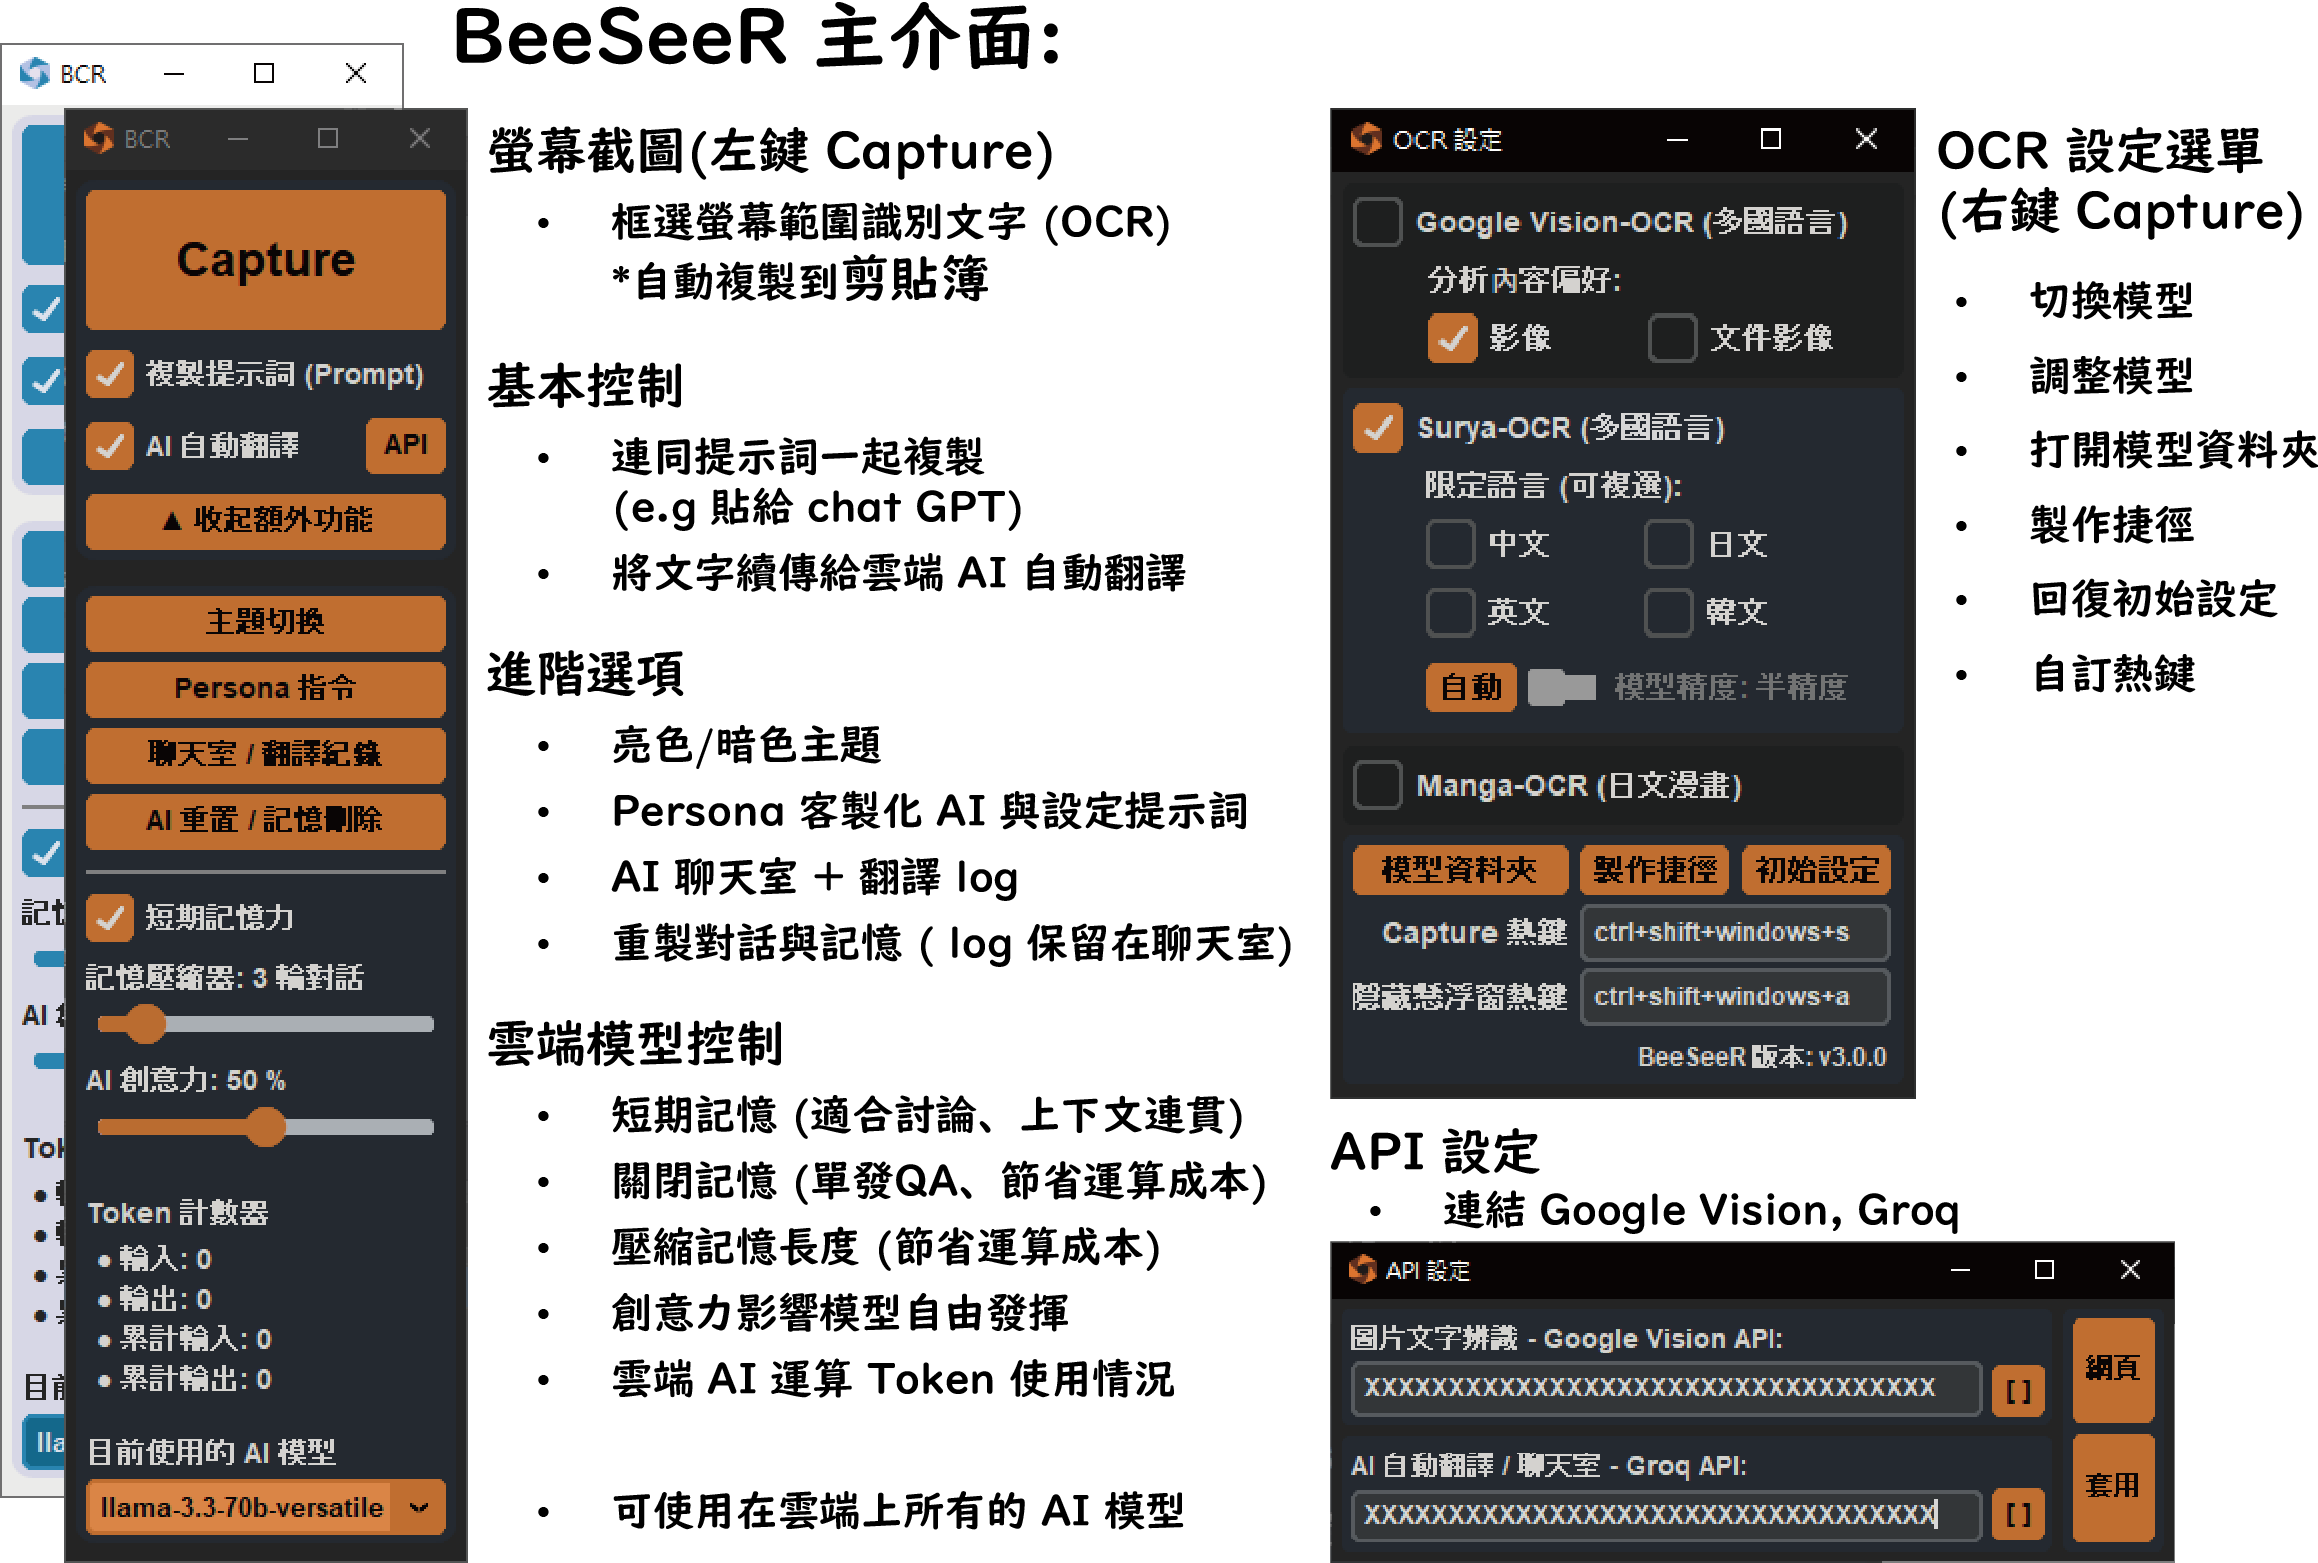 BeeSeeR 主介面:
BCR
BCR
Capture
複製提示詞 (Prompt)
AI 自動翻譯
API
▲ 收起額外功能
主題切換
Persona 指令
聊天室 / 翻譯紀錄
AI 重置 / 記憶刪除
短期記憶力
記憶壓縮器: 3 輪對話
AI 創意力: 50 %
Token 計數器
● 輸入: 0
● 輸出: 0
● 累計輸入: 0
● 累計輸出: 0
目前使用的 AI 模型
llama-3.3-70b-versatile
記憶
AI
Tok
目前
lla
螢幕截圖(左鍵 Capture)
• 框選螢幕範圍識別文字 (OCR)
*自動複製到剪貼簿
基本控制
• 連同提示詞一起複製
(e.g 貼給 chat GPT)
• 將文字續傳給雲端 AI 自動翻譯
進階選項
• 亮色/暗色主題
• Persona 客製化 AI 與設定提示詞
• AI 聊天室 + 翻譯 log
• 重製對話與記憶 ( log 保留在聊天室)
雲端模型控制
• 短期記憶 (適合討論、上下文連貫)
• 關閉記憶 (單發QA、節省運算成本)
• 壓縮記憶長度 (節省運算成本)
• 創意力影響模型自由發揮
• 雲端 AI 運算 Token 使用情況
• 可使用在雲端上所有的 AI 模型
OCR 設定
Google Vision-OCR (多國語言)
分析內容偏好:
影像
文件影像
Surya-OCR (多國語言)
限定語言 (可複選):
中文
日文
英文
韓文
自動
模型精度: 半精度
Manga-OCR (日文漫畫)
模型資料夾
製作捷徑
初始設定
Capture 熱鍵
ctrl+shift+windows+s
隱藏懸浮窗熱鍵
ctrl+shift+windows+a
BeeSeeR 版本: v3.0.0
OCR 設定選單
(右鍵 Capture)
• 切換模型
• 調整模型
• 打開模型資料夾
• 製作捷徑
• 回復初始設定
• 自訂熱鍵
API 設定
• 連結 Google Vision, Groq
API 設定
圖片文字辨識 - Google Vision API:
XXXXXXXXXXXXXXXXXXXXXXXXXXXXXXXXXX
[ ]
網頁
AI 自動翻譯 / 聊天室 - Groq API:
XXXXXXXXXXXXXXXXXXXXXXXXXXXXXXXXXX
[ ]
套用